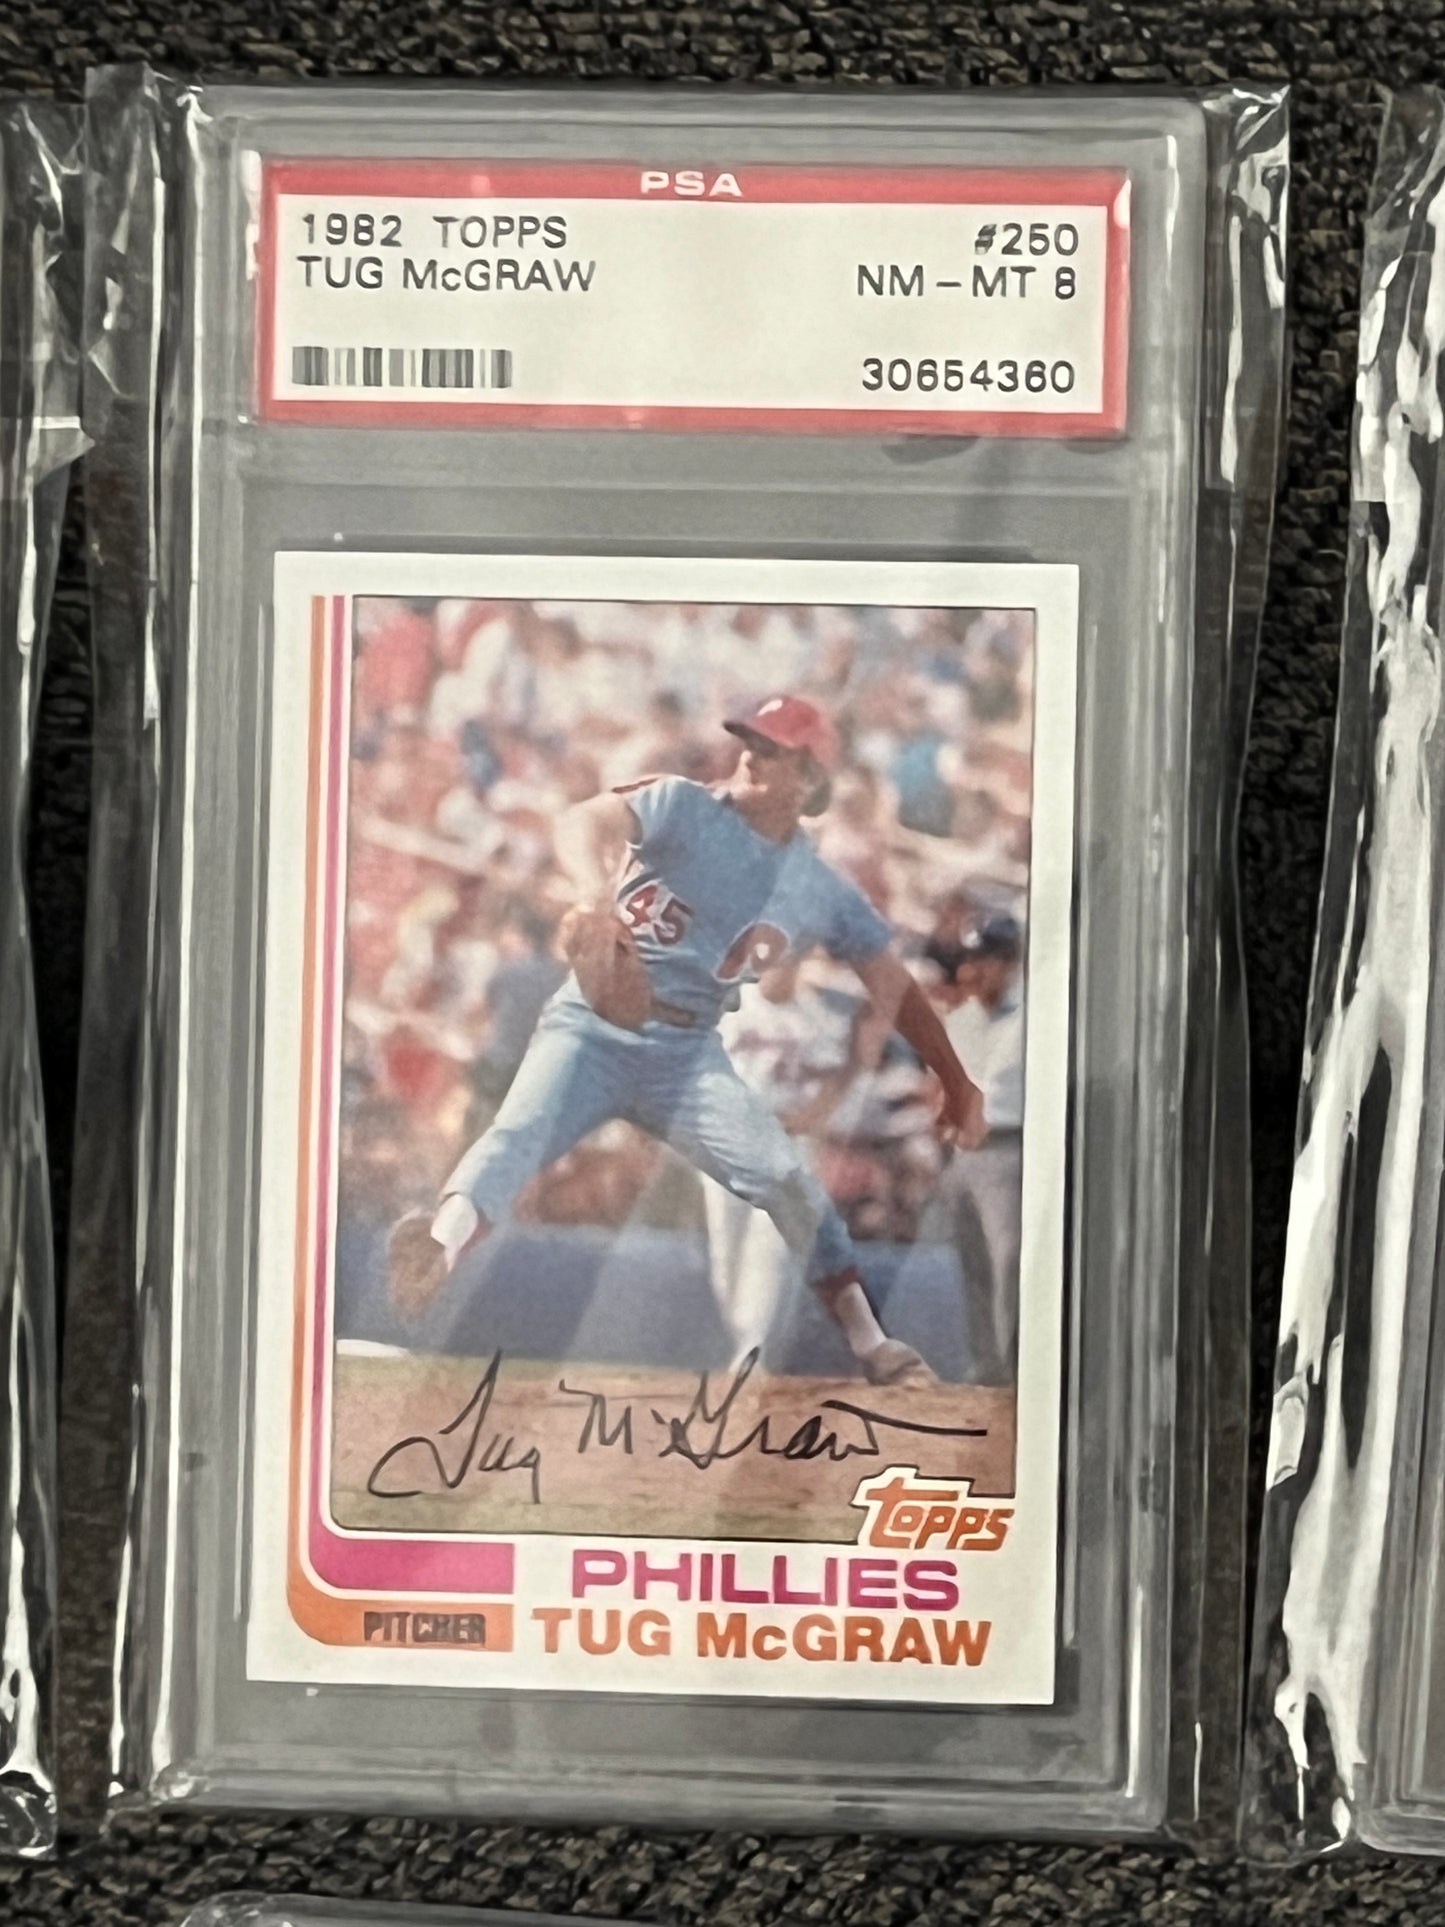 PSA
1982 TOPPS #250
TUG McGRAW NM-MT 8
30654360
P
45
P
Tug McGraw
TOPPS
PHILLIES
PITCHER TUG McGRAW